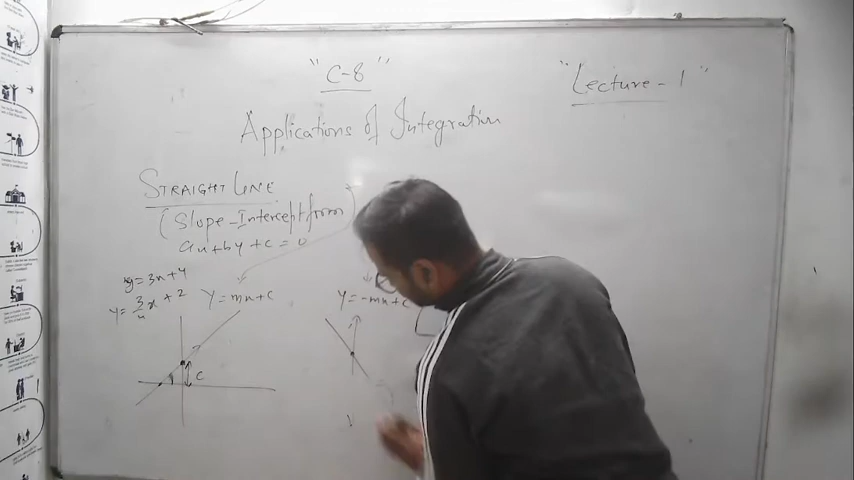 "C-8"
"Lecture-1"
Applications of Integration
STRAIGHT LINE
(Slope-Intercept form)
ax+by+c=0
y=3x+4
y=3/4x+2
y=mx+c
y=-mx+c
c